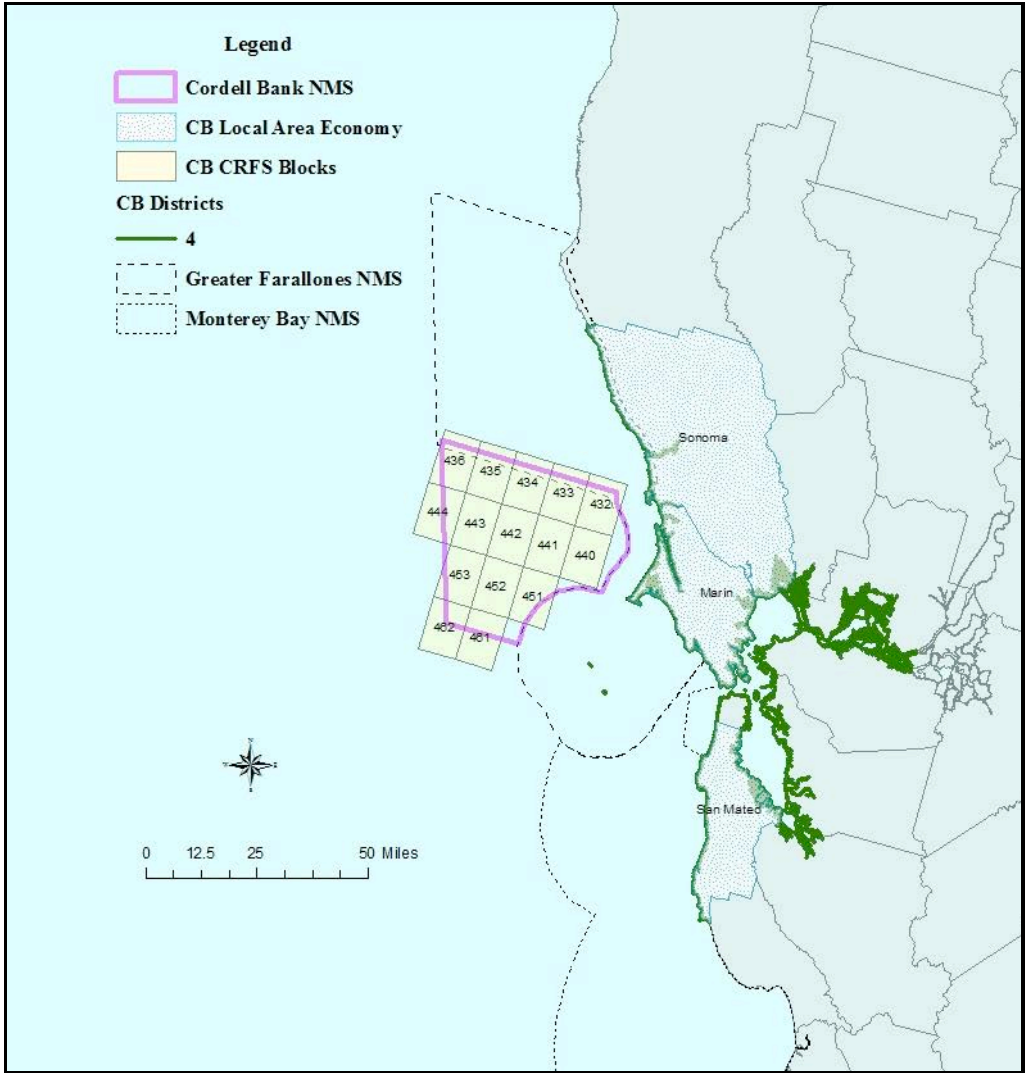 Legend
Cordell Bank NMS
CB Local Area Economy
CB CRFS Blocks
CB Districts
4
Greater Farallones NMS
Monterey Bay NMS
Sonoma
436
435
434
433
432
444
443
442
441
440
453
452
451
462
461
Marin
San Mateo
N
W
E
S
0 12.5 25 50 Miles